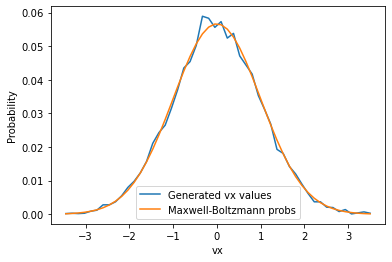 0.06
0.05
0.04
0.03
0.02
0.01
0.00
Probability
Generated vx values
Maxwell-Boltzmann probs
−3 −2 −1 0 1 2 3
vx